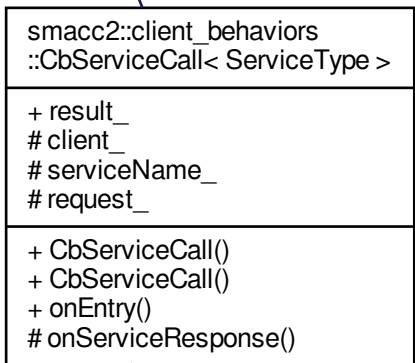 smacc2::client_behaviors
::CbServiceCall< ServiceType >
+ result_
# client_
# serviceName_
# request_
+ CbServiceCall()
+ CbServiceCall()
+ onEntry()
# onServiceResponse()